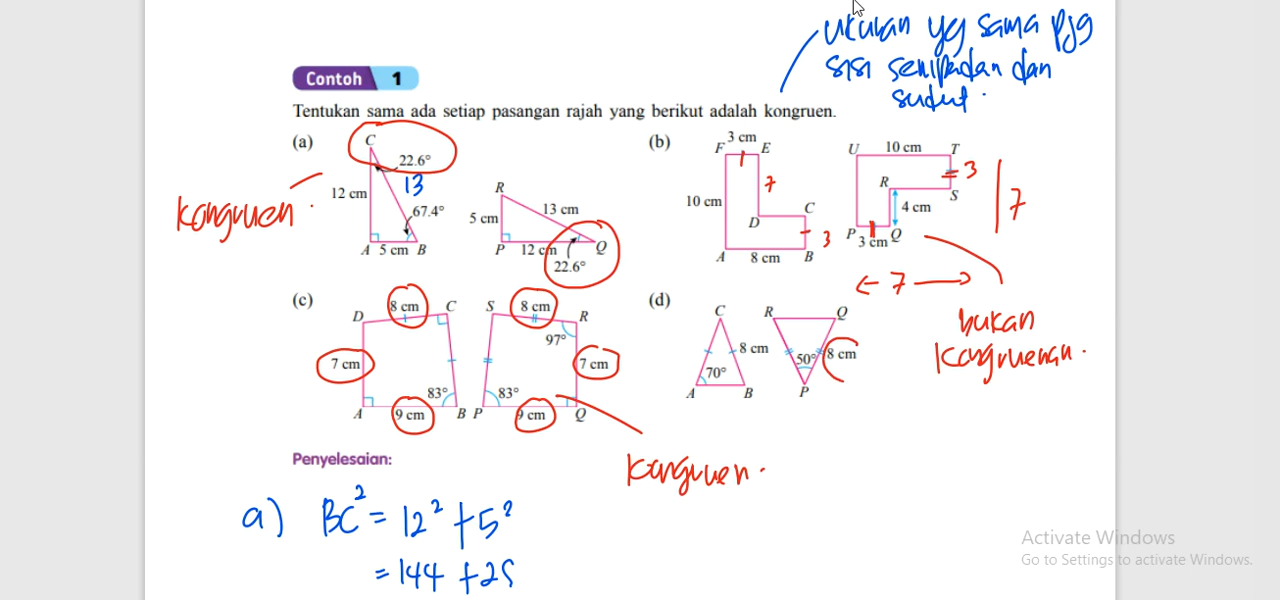 ukuran yg sama pjg
sisi sempadan dan
sudut.
Contoh 1
Tentukan sama ada setiap pasangan rajah yang berikut adalah kongruen.
(a)
C
22.6°
12 cm
13
67.4°
A 5 cm B
R
5 cm
13 cm
P 12 cm Q
22.6°
kongruen.
(b)
3 cm
F E
7
10 cm
D
C
3
A 8 cm B
U 10 cm T
3
R
S
4 cm
7
P 3 cm Q
← 7 →
bukan
kongruenan.
(c)
D 8 cm C
7 cm
83°
A 9 cm B
S 8 cm R
97°
7 cm
83°
P 9 cm Q
kongruen.
(d)
C
8 cm
70°
A B
R Q
50° 8 cm
P
Penyelesaian:
a) BC² = 12² + 5²
= 144 + 25
Activate Windows
Go to Settings to activate Windows.